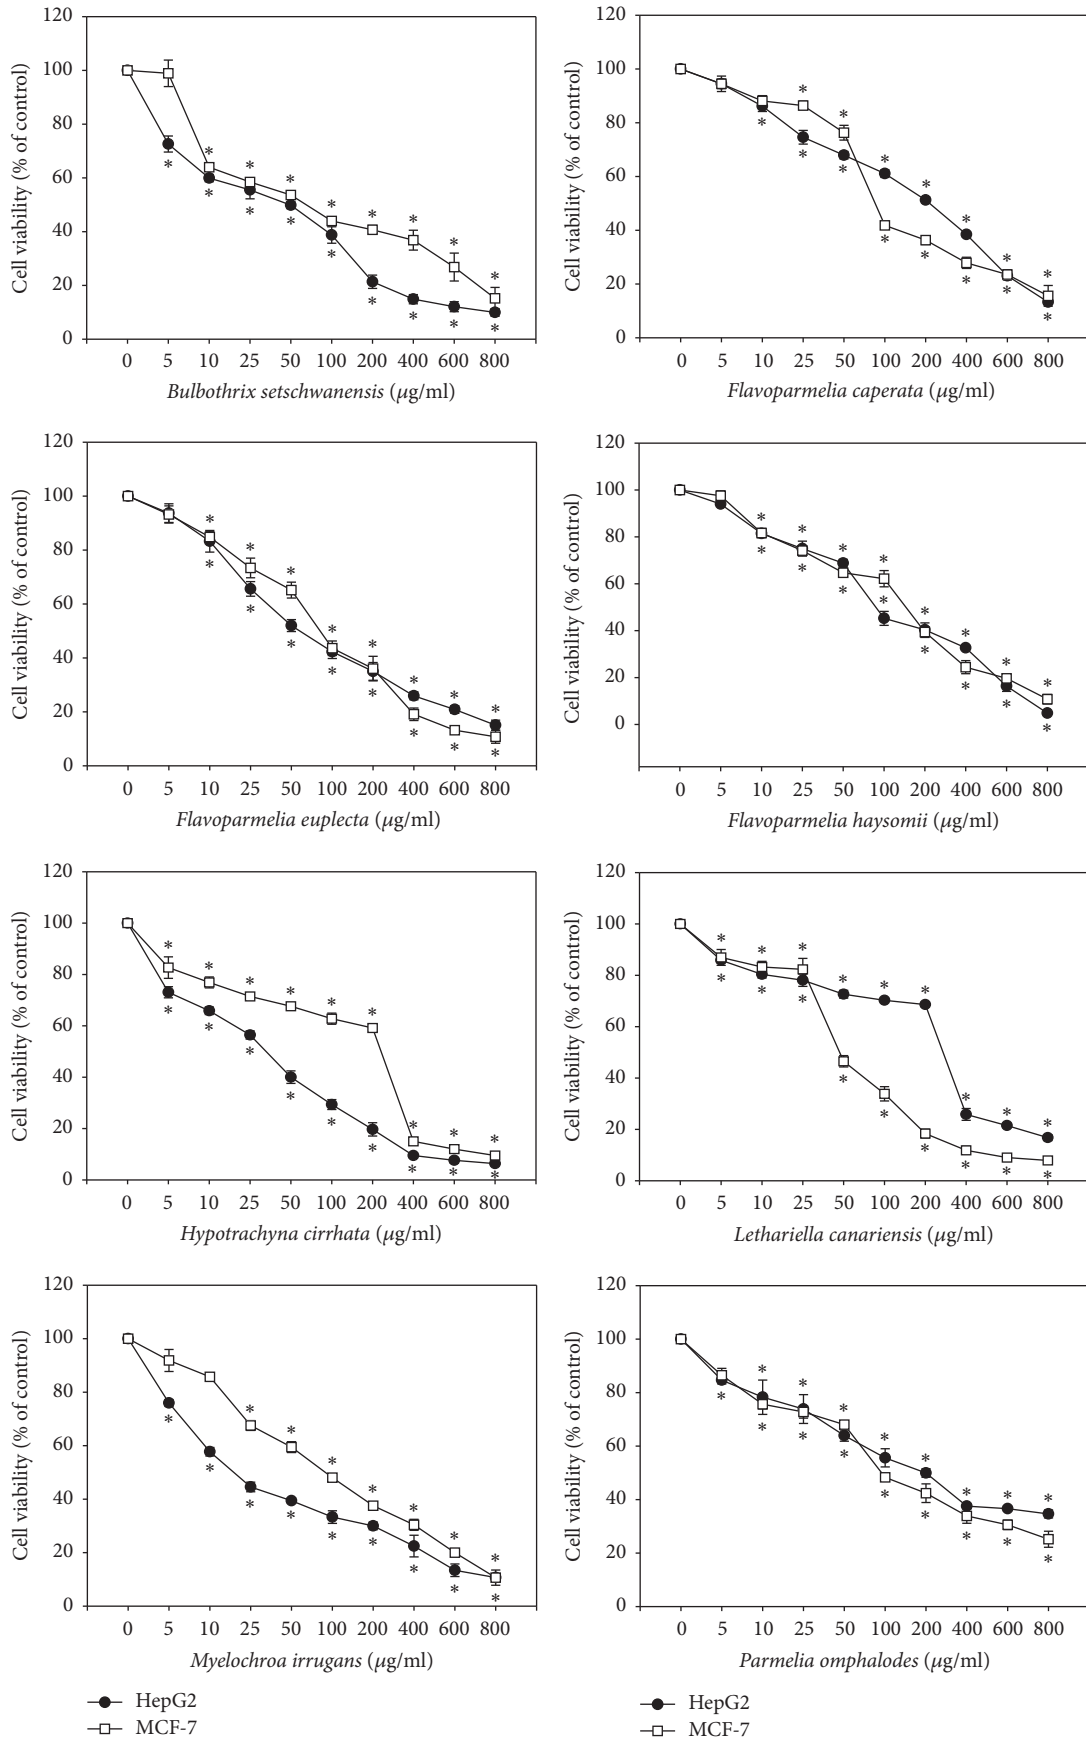 120
100
80
60
40
20
0
Cell viability (% of control)
0 5 10 25 50 100 200 400 600 800
Bulbothrix setschwanensis (μg/ml)
120
100
80
60
40
20
0
Cell viability (% of control)
0 5 10 25 50 100 200 400 600 800
Flavoparmelia caperata (μg/ml)
120
100
80
60
40
20
0
Cell viability (% of control)
0 5 10 25 50 100 200 400 600 800
Flavoparmelia euplecta (μg/ml)
120
100
80
60
40
20
0
Cell viability (% of control)
0 5 10 25 50 100 200 400 600 800
Flavoparmelia haysomii (μg/ml)
120
100
80
60
40
20
0
Cell viability (% of control)
0 5 10 25 50 100 200 400 600 800
Hypotrachyna cirrhata (μg/ml)
120
100
80
60
40
20
0
Cell viability (% of control)
0 5 10 25 50 100 200 400 600 800
Lethariella canariensis (μg/ml)
120
100
80
60
40
20
0
Cell viability (% of control)
0 5 10 25 50 100 200 400 600 800
Myelochroa irrugans (μg/ml)
HepG2
MCF-7
120
100
80
60
40
20
0
Cell viability (% of control)
0 5 10 25 50 100 200 400 600 800
Parmelia omphalodes (μg/ml)
HepG2
MCF-7